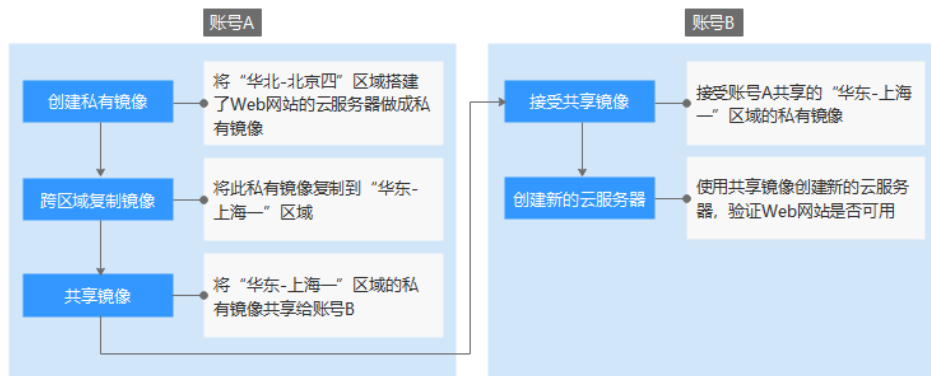 账号A
创建私有镜像
将“华北-北京四”区域搭建
了Web网站的云服务器做成私
有镜像
跨区域复制镜像
将此私有镜像复制到“华东-
上海一”区域
共享镜像
将“华东-上海一”区域的私
有镜像共享给账号B
账号B
接受共享镜像
接受账号A共享的“华东-上海
一”区域的私有镜像
创建新的云服务器
使用共享镜像创建新的云服务
器，验证Web网站是否可用